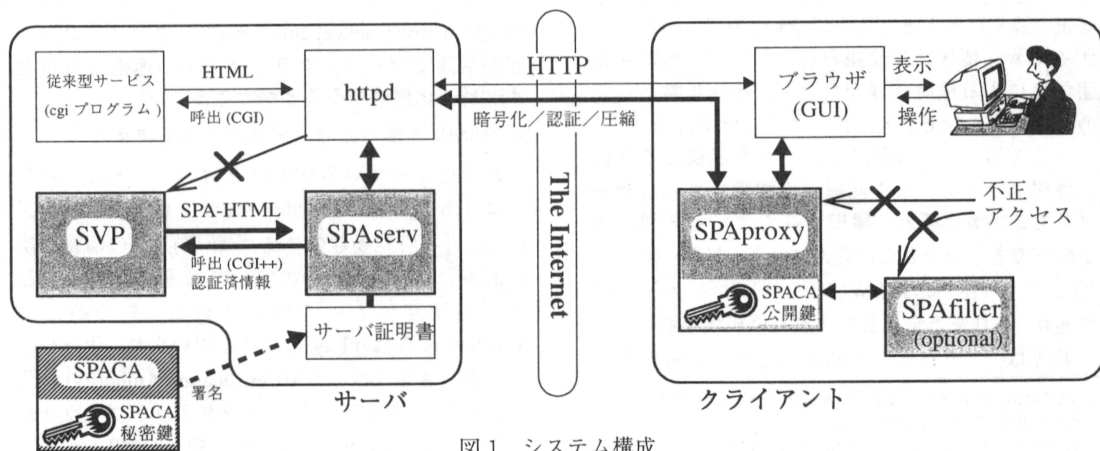 従来型サービス
(cgi プログラム)
HTML
呼出 (CGI)
httpd
HTTP
暗号化／認証／圧縮
ブラウザ
(GUI)
表示
操作
SVP
SPA-HTML
呼出 (CGI++)
認証済情報
SPAserv
サーバ証明書
The Internet
SPAproxy
SPACA
公開鍵
不正
アクセス
SPAfilter
(optional)
SPACA
SPACA
秘密鍵
署名
サーバ
クライアント
図1 システム構成